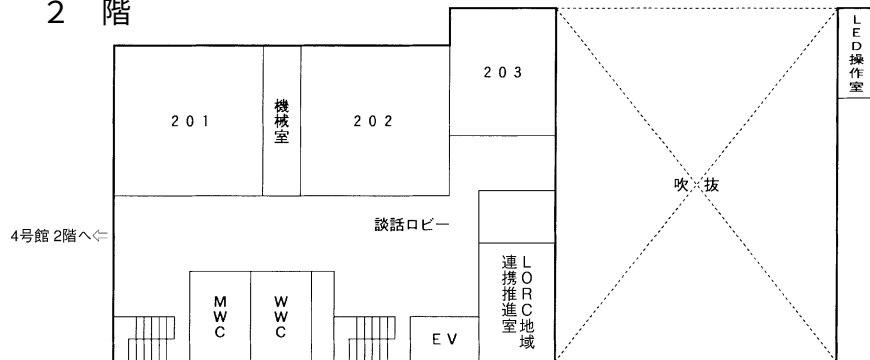 2 階
LED操作室
203
201
機械室
202
吹 抜
談話ロビー
4号館 2階へ⇦
LORC地域
連携推進室
MWC
WWC
EV